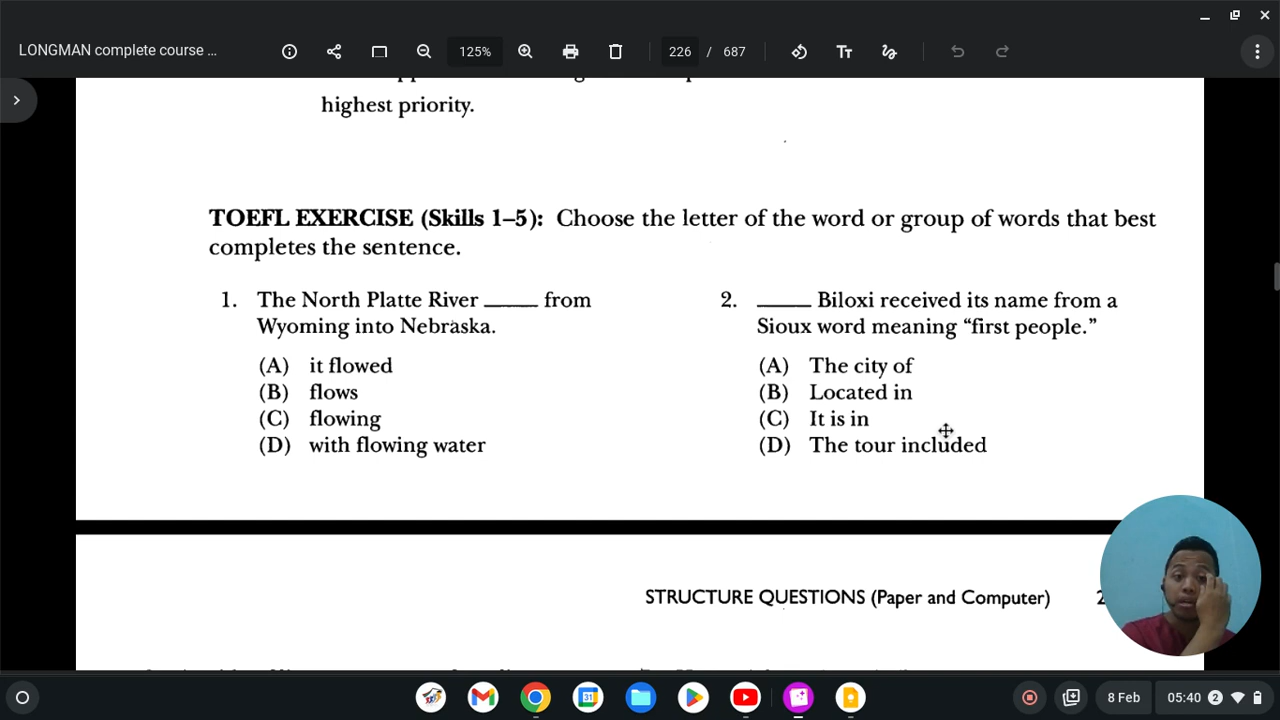 LONGMAN complete course ...
125%
226 / 687
highest priority.
TOEFL EXERCISE (Skills 1–5): Choose the letter of the word or group of words that best
completes the sentence.
1. The North Platte River _____ from
Wyoming into Nebraska.
(A) it flowed
(B) flows
(C) flowing
(D) with flowing water
2. _____ Biloxi received its name from a
Sioux word meaning “first people.”
(A) The city of
(B) Located in
(C) It is in
(D) The tour included
STRUCTURE QUESTIONS (Paper and Computer)
31
8 Feb
05:40
2